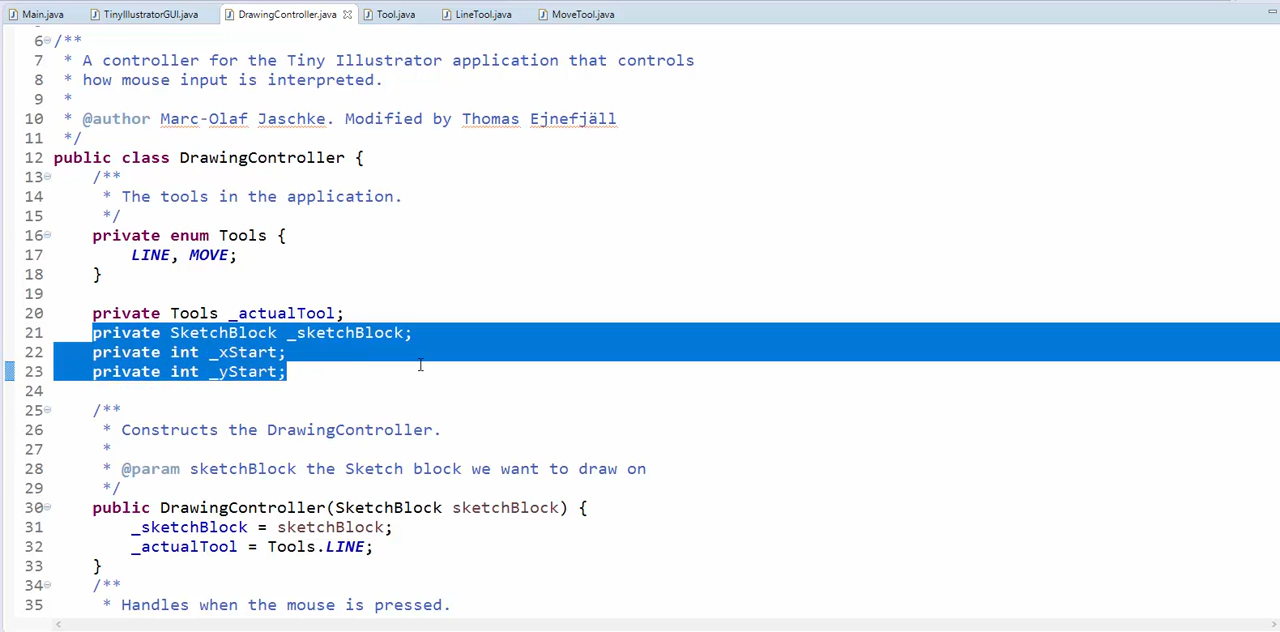 Main.java TinyIllustratorGUI.java DrawingController.java Tool.java LineTool.java MoveTool.java
6 /**
7  * A controller for the Tiny Illustrator application that controls
8  * how mouse input is interpreted.
9  *
10  * @author Marc-Olaf Jaschke. Modified by Thomas Ejnefjäll
11  */
12 public class DrawingController {
13     /**
14      * The tools in the application.
15      */
16     private enum Tools {
17         LINE, MOVE;
18     }
19
20     private Tools _actualTool;
21     private SketchBlock _sketchBlock;
22     private int _xStart;
23     private int _yStart;
24
25     /**
26      * Constructs the DrawingController.
27      *
28      * @param sketchBlock the Sketch block we want to draw on
29      */
30     public DrawingController(SketchBlock sketchBlock) {
31         _sketchBlock = sketchBlock;
32         _actualTool = Tools.LINE;
33     }
34     /**
35      * Handles when the mouse is pressed.